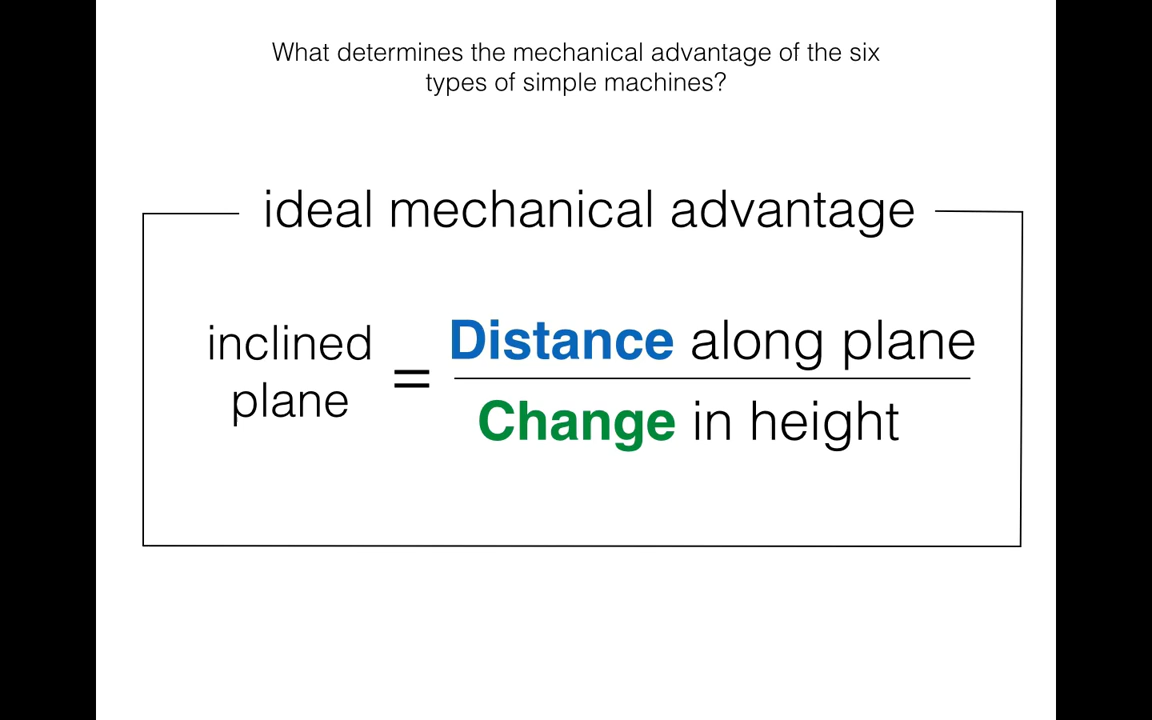 What determines the mechanical advantage of the six
types of simple machines?
ideal mechanical advantage
inclined
plane
=
Distance along plane
Change in height